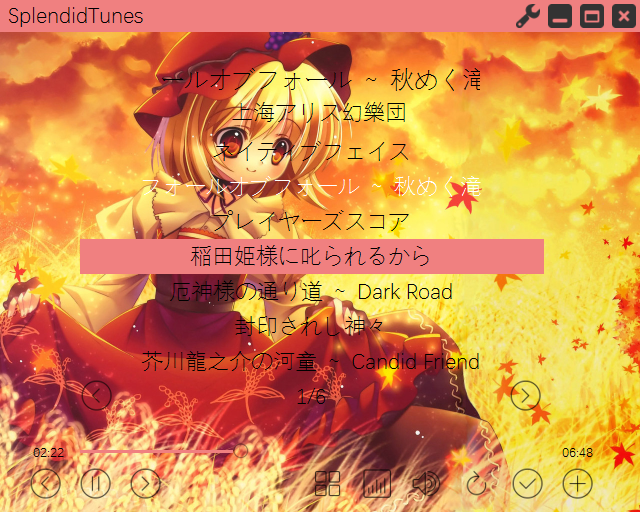 SplendidTunes
ールオブフォール ~ 秋めく滝
上海アリス幻樂団
ネイティブフェイス
フォールオブフォール ~ 秋めく滝
プレイヤーズスコア
稲田姫様に叱られるから
厄神様の通り道 ~ Dark Road
封印されし神々
芥川龍之介の河童 ~ Candid Friend
1/6
02:22
06:48